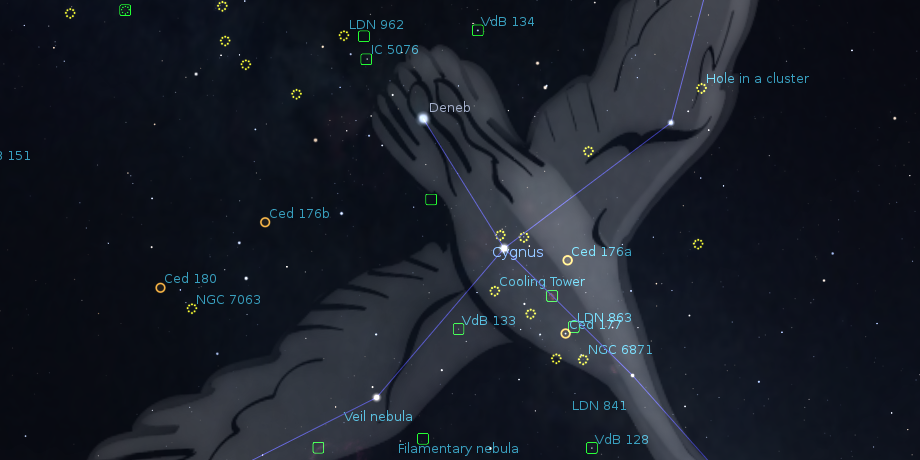 VdB 134
LDN 962
IC 5076
Hole in a cluster
Deneb
B 151
Ced 176b
Cygnus
Ced 176a
Ced 180
Cooling Tower
NGC 7063
LDN 863
VdB 133
Ced 177
NGC 6871
LDN 841
Veil nebula
VdB 128
Filamentary nebula